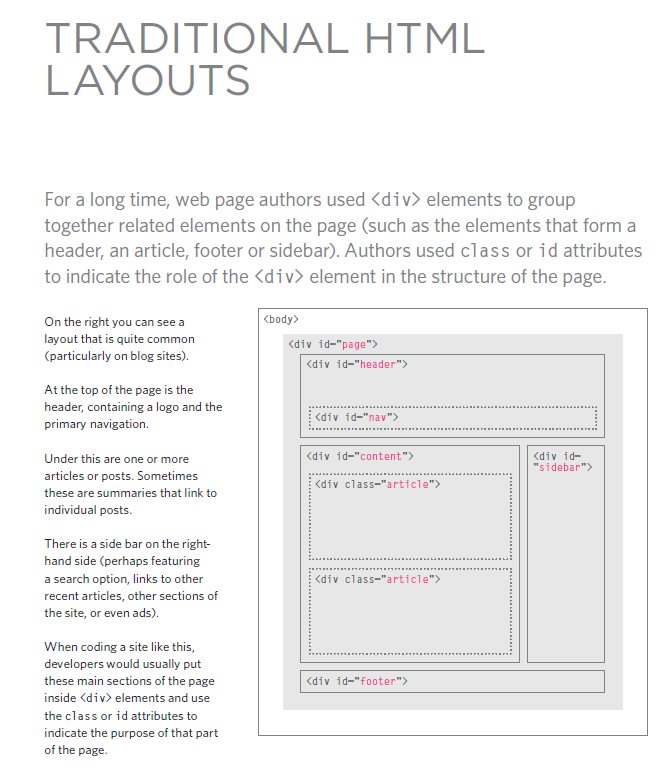 TRADITIONAL HTML
LAYOUTS
For a long time, web page authors used <div> elements to group
together related elements on the page (such as the elements that form a
header, an article, footer or sidebar). Authors used class or id attributes
to indicate the role of the <div> element in the structure of the page.
On the right you can see a
layout that is quite common
(particularly on blog sites).
At the top of the page is the
header, containing a logo and the
primary navigation.
Under this are one or more
articles or posts. Sometimes
these are summaries that link to
individual posts.
There is a side bar on the right-
hand side (perhaps featuring
a search option, links to other
recent articles, other sections of
the site, or even ads).
When coding a site like this,
developers would usually put
these main sections of the page
inside <div> elements and use
the class or id attributes to
indicate the purpose of that part
of the page.
<body>
<div id="page">
<div id="header">
<div id="nav">
<div id="content">
<div class="article">
<div class="article">
<div id=
"sidebar">
<div id="footer">